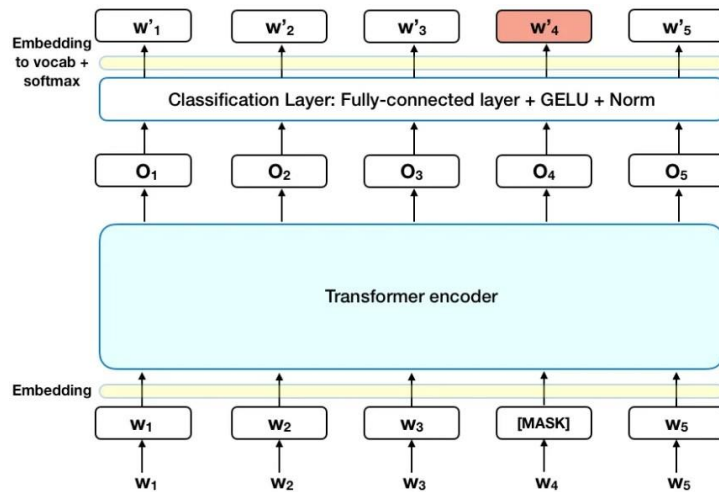 w'₁ w'₂ w'₃ w'₄ w'₅
Embedding
to vocab +
softmax
Classification Layer: Fully-connected layer + GELU + Norm
O₁ O₂ O₃ O₄ O₅
Transformer encoder
Embedding
w₁ w₂ w₃ [MASK] w₅
w₁ w₂ w₃ w₄ w₅